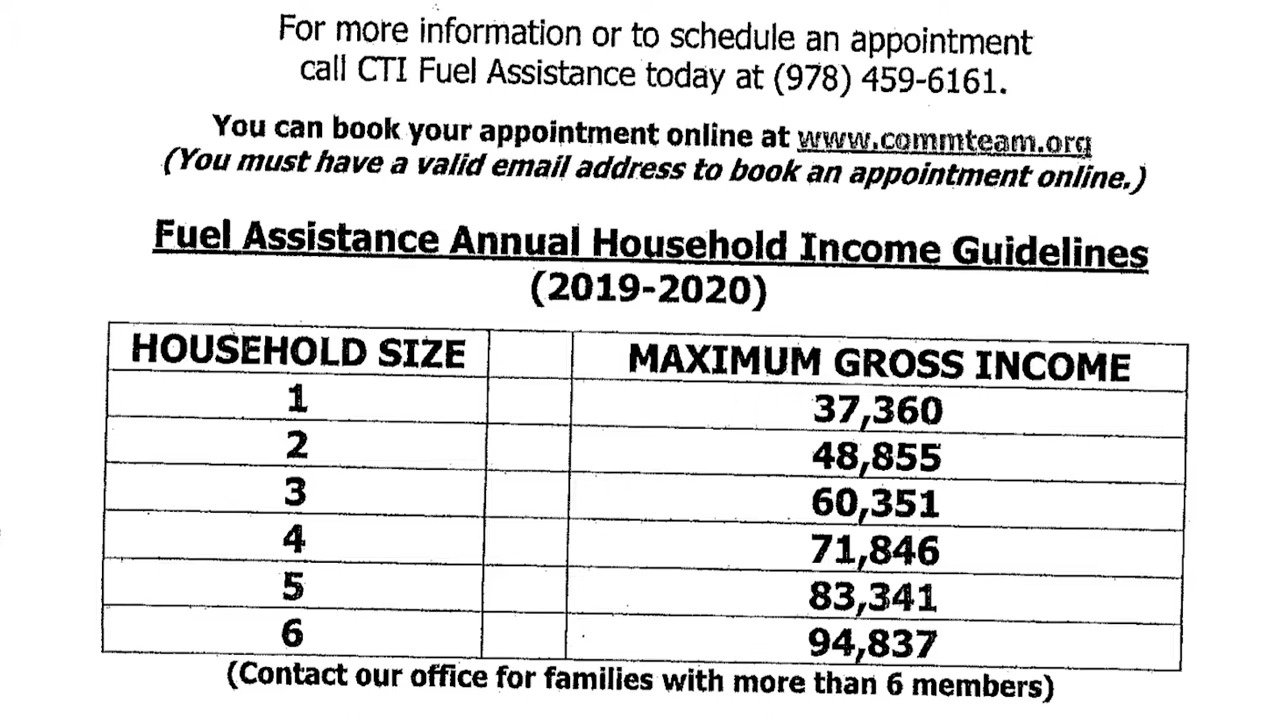 For more information or to schedule an appointment
call CTI Fuel Assistance today at (978) 459-6161.
You can book your appointment online at www.commteam.org
(You must have a valid email address to book an appointment online.)
Fuel Assistance Annual Household Income Guidelines
(2019-2020)
HOUSEHOLD SIZE MAXIMUM GROSS INCOME
1 37,360
2 48,855
3 60,351
4 71,846
5 83,341
6 94,837
(Contact our office for families with more than 6 members)